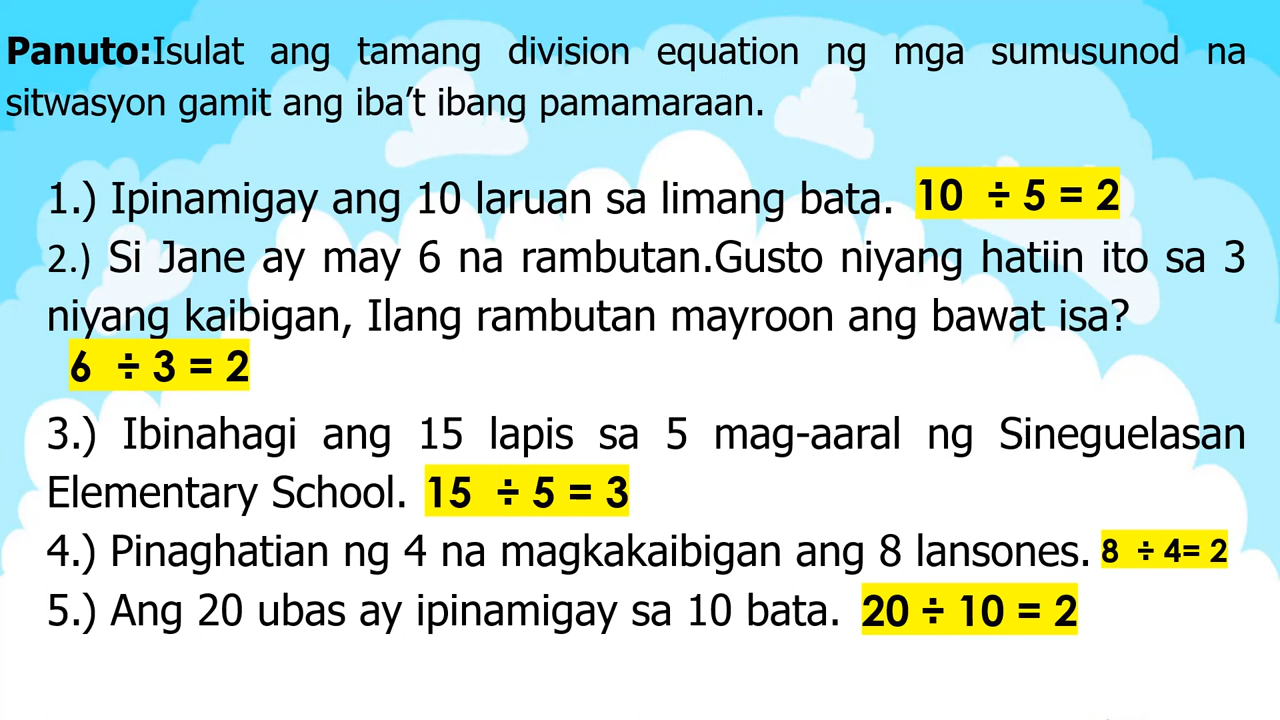 Panuto:Isulat ang tamang division equation ng mga sumusunod na
sitwasyon gamit ang iba’t ibang pamamaraan.
1.) Ipinamigay ang 10 laruan sa limang bata. 10 ÷ 5 = 2
2.) Si Jane ay may 6 na rambutan.Gusto niyang hatiin ito sa 3
niyang kaibigan, Ilang rambutan mayroon ang bawat isa?
6 ÷ 3 = 2
3.) Ibinahagi ang 15 lapis sa 5 mag-aaral ng Sineguelasan
Elementary School. 15 ÷ 5 = 3
4.) Pinaghatian ng 4 na magkakaibigan ang 8 lansones. 8 ÷ 4= 2
5.) Ang 20 ubas ay ipinamigay sa 10 bata. 20 ÷ 10 = 2